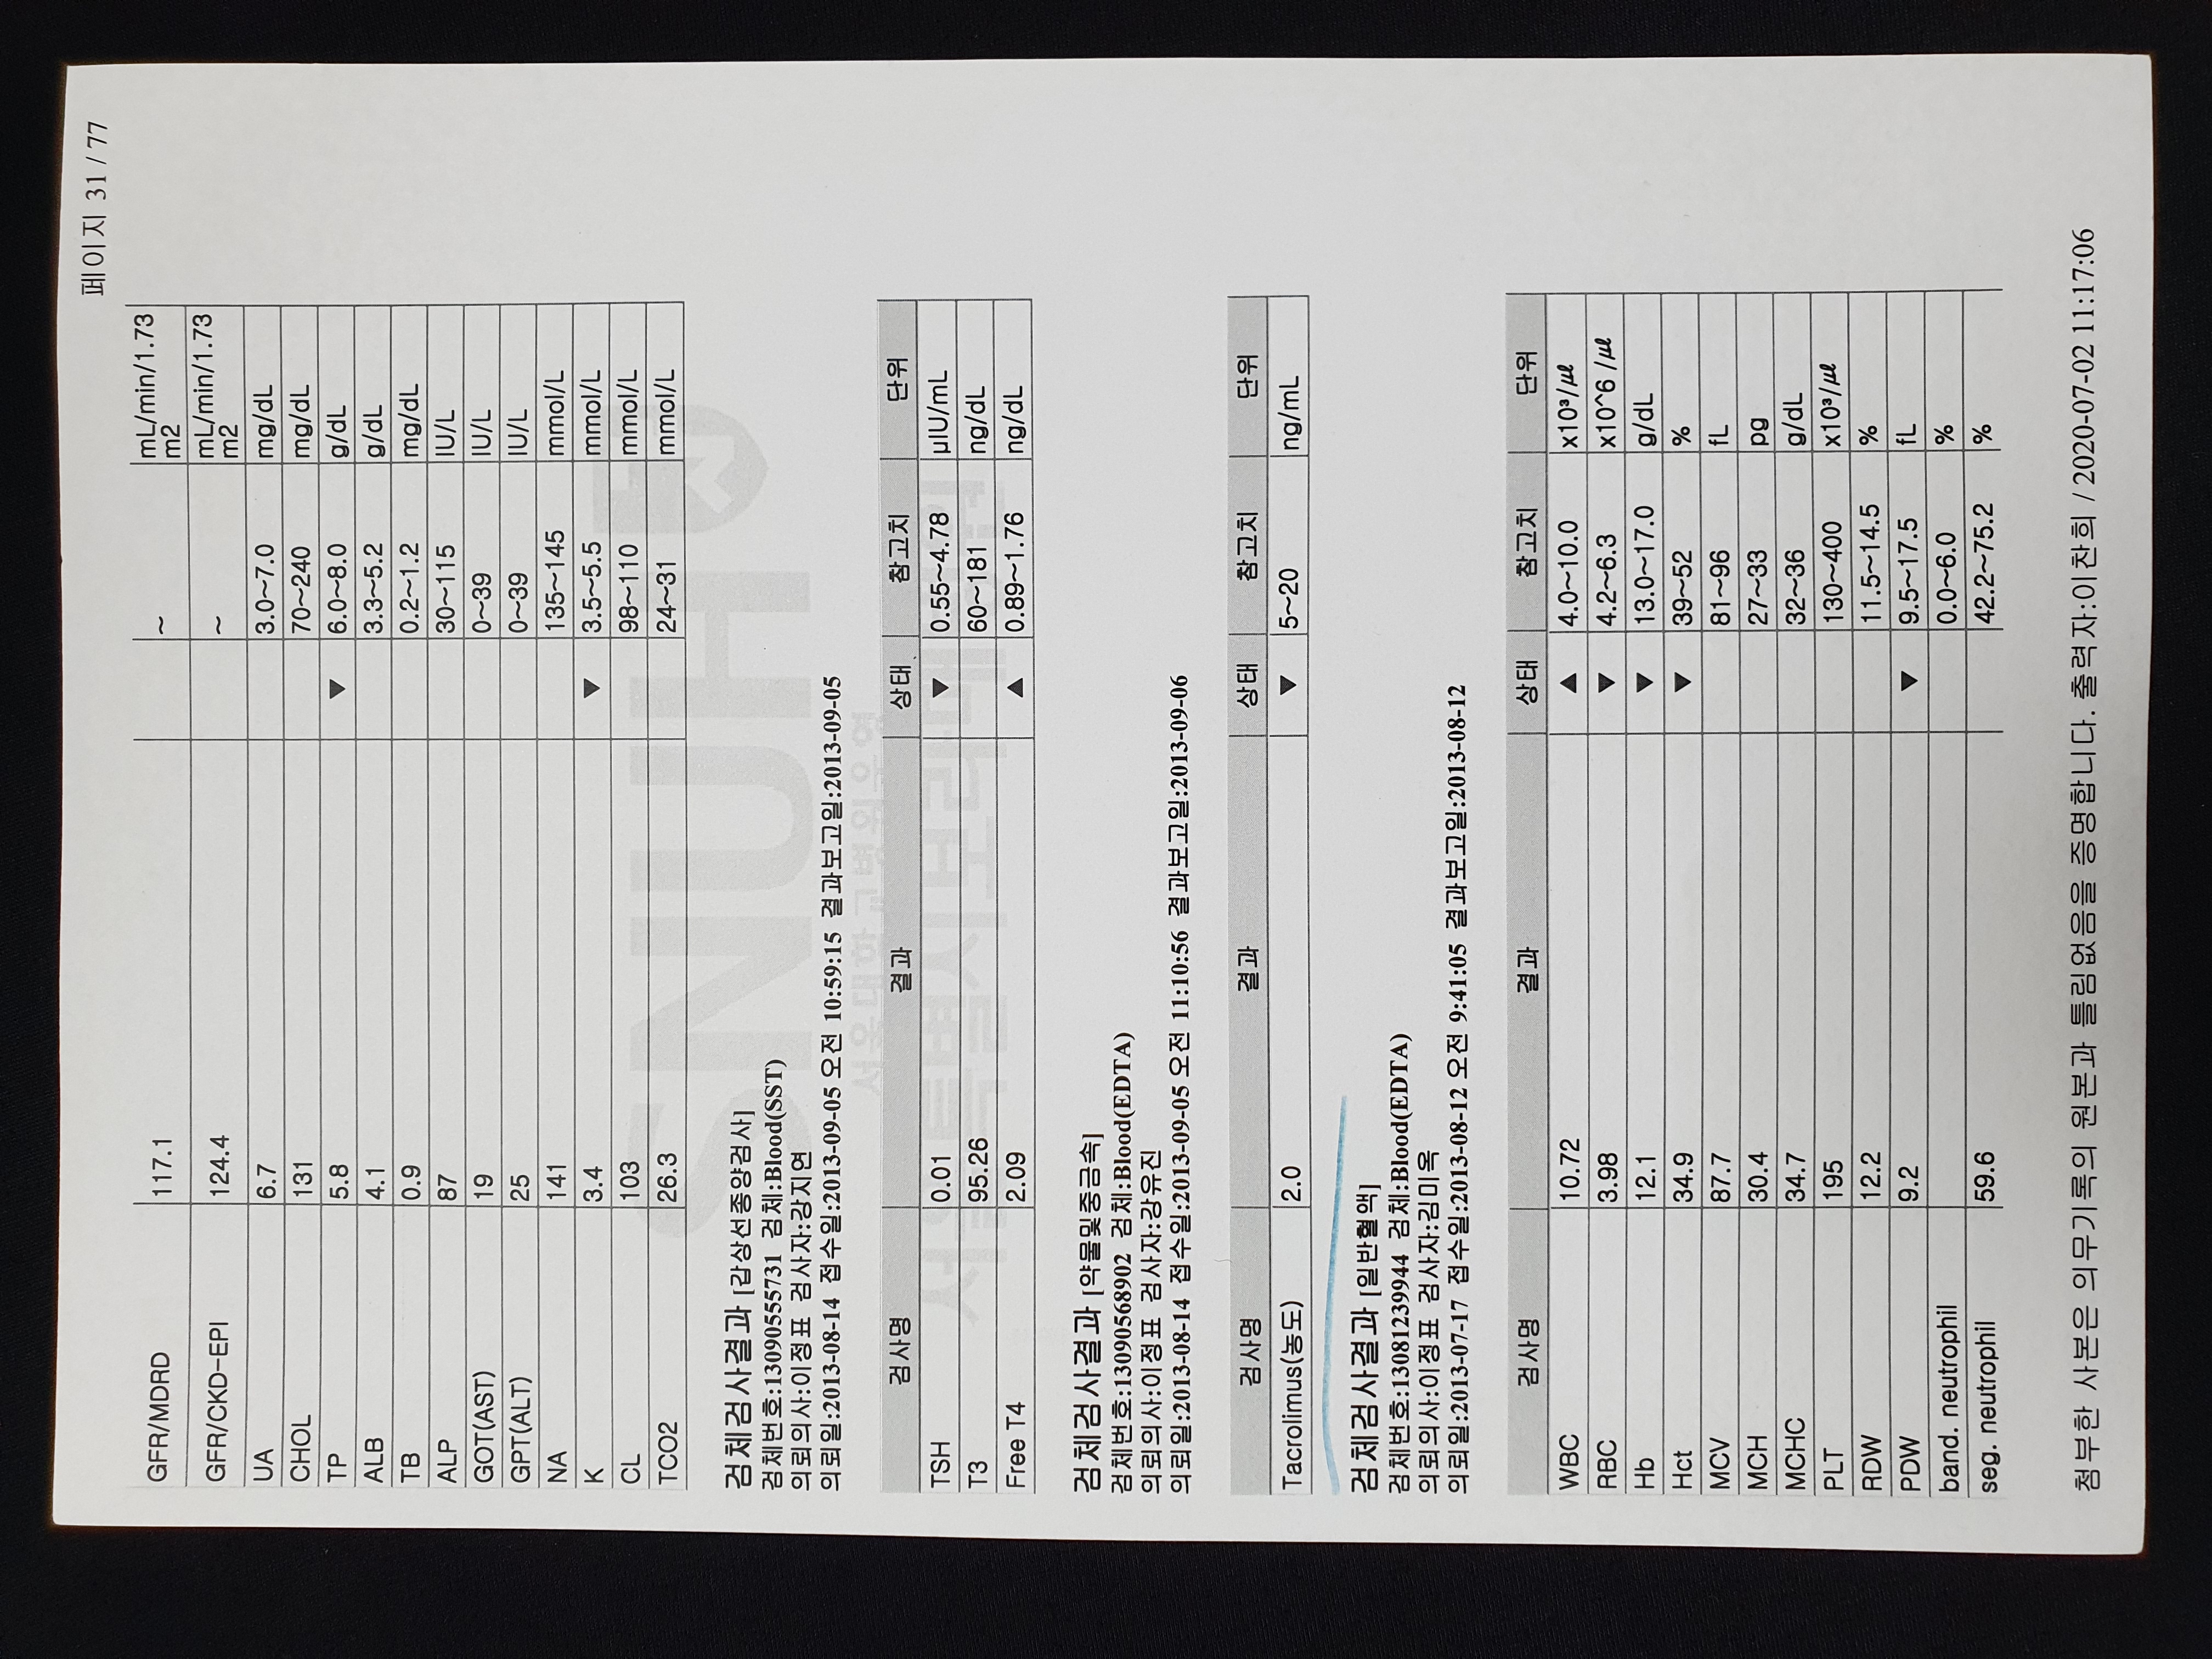 페이지 31 / 77
GFR/MDRD 117.1 ~ mL/min/1.73 m2
GFR/CKD-EPI 124.4 ~ mL/min/1.73 m2
UA 6.7 3.0~7.0 mg/dL
CHOL 131 70~240 mg/dL
TP 5.8 ▼ 6.0~8.0 g/dL
ALB 4.1 3.3~5.2 g/dL
TB 0.9 0.2~1.2 mg/dL
ALP 87 30~115 IU/L
GOT(AST) 19 0~39 IU/L
GPT(ALT) 25 0~39 IU/L
NA 141 135~145 mmol/L
K 3.4 ▼ 3.5~5.5 mmol/L
CL 103 98~110 mmol/L
TCO2 26.3 24~31 mmol/L
SNUH
검체검사결과 [갑상선종양검사]
검체번호:13090555731 검체:Blood(SST)
의뢰의사:이정표 검사자:강지연
의뢰일:2013-08-14 접수일:2013-09-05 오전 10:59:15 결과보고일:2013-09-05
서울대학교병원운영
서울특별시보라매병원
검사명 결과 상태 참고치 단위
TSH 0.01 ▼ 0.55~4.78 μIU/mL
T3 95.26 60~181 ng/dL
Free T4 2.09 ▲ 0.89~1.76 ng/dL
검체검사결과 [약물및중금속]
검체번호:13090568902 검체:Blood(EDTA)
의뢰의사:이정표 검사자:강유진
의뢰일:2013-08-14 접수일:2013-09-05 오전 11:10:56 결과보고일:2013-09-06
검사명 결과 상태 참고치 단위
Tacrolimus(농도) 2.0 ▼ 5~20 ng/mL
검체검사결과 [일반혈액]
검체번호:13081239944 검체:Blood(EDTA)
의뢰의사:이정표 검사자:김미옥
의뢰일:2013-07-17 접수일:2013-08-12 오전 9:41:05 결과보고일:2013-08-12
검사명 결과 상태 참고치 단위
WBC 10.72 ▲ 4.0~10.0 x10³/㎕
RBC 3.98 ▼ 4.2~6.3 x10^6 /㎕
Hb 12.1 ▼ 13.0~17.0 g/dL
Hct 34.9 ▼ 39~52 %
MCV 87.7 81~96 fL
MCH 30.4 27~33 pg
MCHC 34.7 32~36 g/dL
PLT 195 130~400 x10³/㎕
RDW 12.2 11.5~14.5 %
PDW 9.2 ▼ 9.5~17.5 fL
band. neutrophil 0.0~6.0 %
seg. neutrophil 59.6 42.2~75.2 %
첨부한 사본은 의무기록의 원본과 틀림없음을 증명합니다. 출력자:이찬희 / 2020-07-02 11:17:06